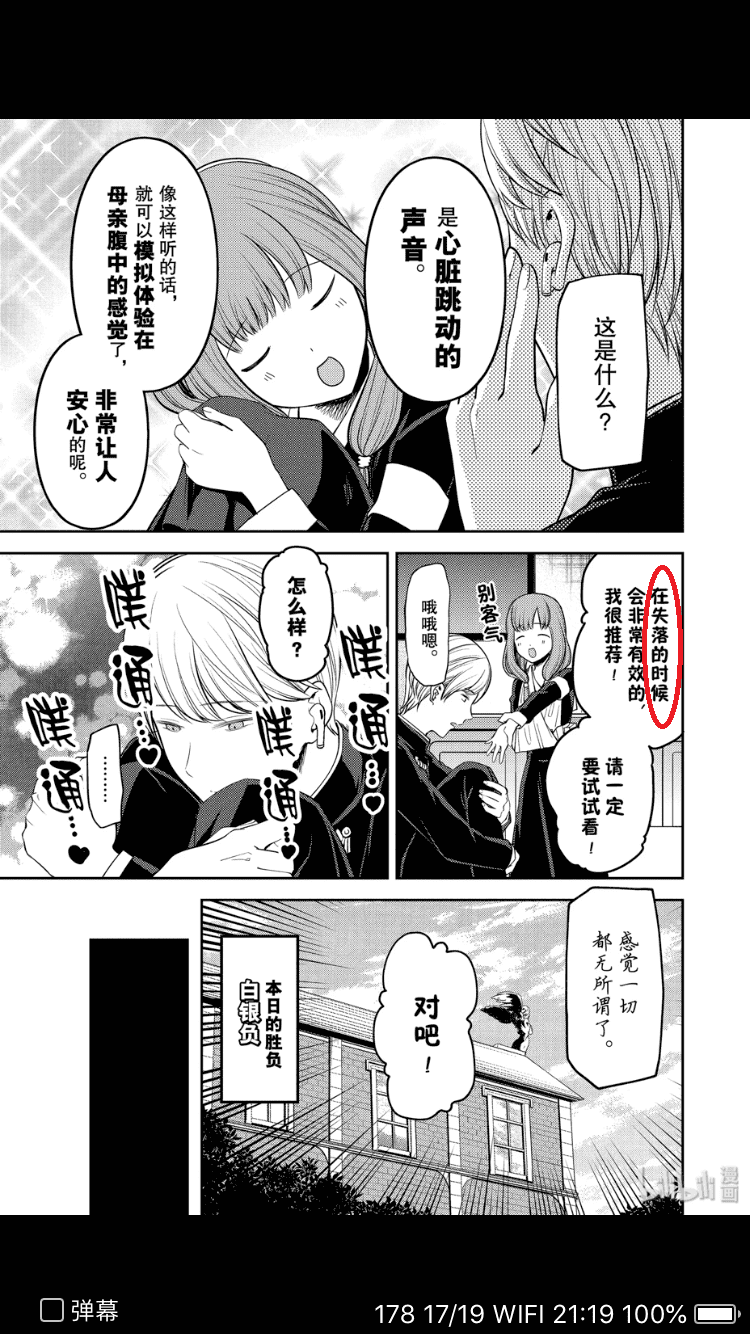 这是什么?
是心脏跳动的
声音。
像这样听的话,
就可以模拟体验在
母亲腹中的感觉了,
非常让人
安心的呢。
在失落的时候
会非常有效的,
我很推荐!
请一定
要试试看!
别客气
哦哦嗯。
怎么样?
噗通…♥
噗通…♥
噗通…♥
噗通…♥
………
感觉一切
都无所谓了。
对吧!
本日的胜负
白银负
bilibili
漫画
弹幕
178 17/19 WIFI 21:19 100%